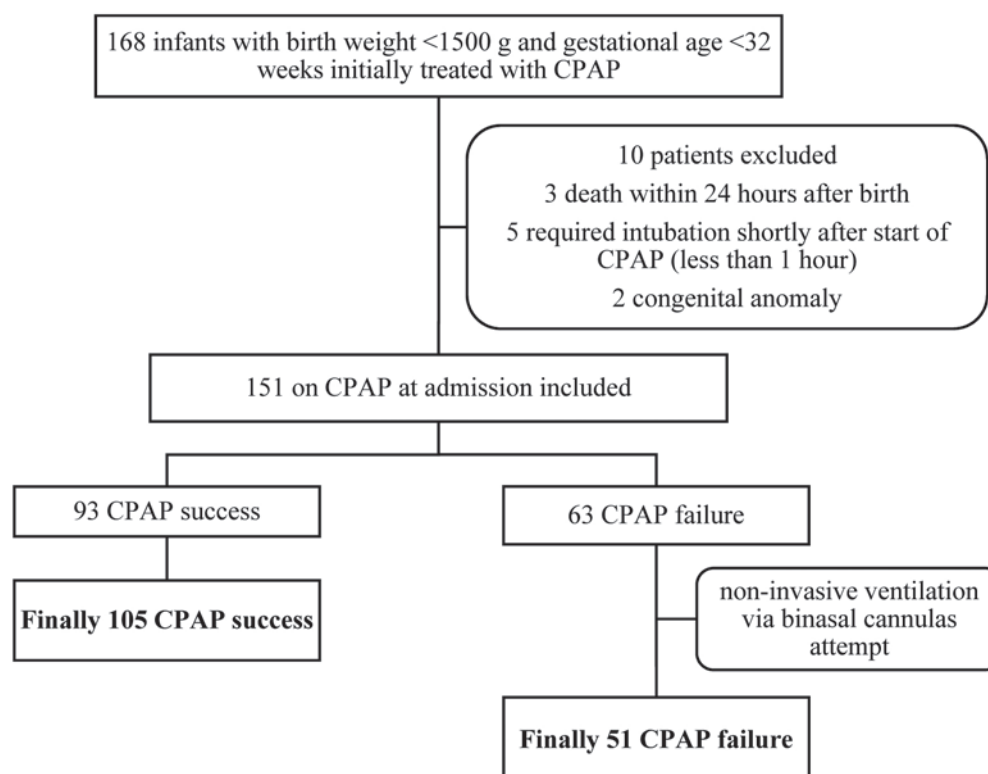 168 infants with birth weight <1500 g and gestational age <32
weeks initially treated with CPAP
10 patients excluded
3 death within 24 hours after birth
5 required intubation shortly after start of
CPAP (less than 1 hour)
2 congenital anomaly
151 on CPAP at admission included
93 CPAP success
63 CPAP failure
Finally 105 CPAP success
non-invasive ventilation
via binasal cannulas
attempt
Finally 51 CPAP failure